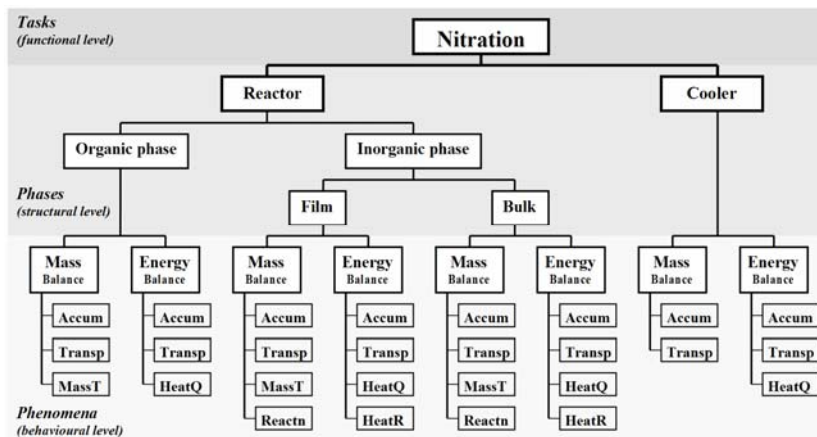 Tasks
(functional level)
Nitration
Reactor
Cooler
Organic phase
Inorganic phase
Phases
(structural level)
Film
Bulk
Mass
Balance
Energy
Balance
Mass
Balance
Energy
Balance
Mass
Balance
Energy
Balance
Mass
Balance
Energy
Balance
Accum
Accum
Accum
Accum
Accum
Accum
Accum
Accum
Transp
Transp
Transp
Transp
Transp
Transp
Transp
Transp
MassT
HeatQ
MassT
HeatQ
MassT
HeatQ
HeatQ
Reactn
HeatR
Reactn
HeatR
Phenomena
(behavioural level)